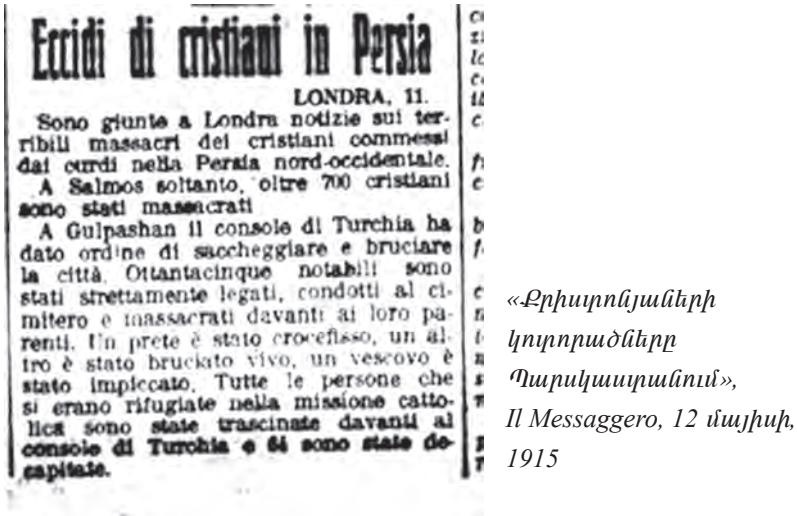 Eccidi di cristiani in Persia
LONDRA, 11.
Sono giunte a Londra notizie sui ter-
ribili massacri dei cristiani commessi
dai curdi nella Persia nord-occidentale.
A Salmos soltanto, oltre 700 cristiani
sono stati massacrati
A Gulpashan il console di Turchia ha
dato ordine di saccheggiare e bruciare
la città. Ottantacinque notabili sono
stati strettamente legati, condotti al ci-
mitero e massacrati davanti ai loro pa-
renti. Un prete è stato crocefisso, un al-
tro è stato bruciato vivo, un vescovo è
stato impiccato. Tutte le persone che
si erano rifugiate nella missione catto-
lica sono state trascinate davanti al
console di Turchia e 64 sono state de-
capitate.
«Քրիստոնյաների
կոտորածները
Պարսկաստանում»,
Il Messaggero, 12 մայիսի,
1915